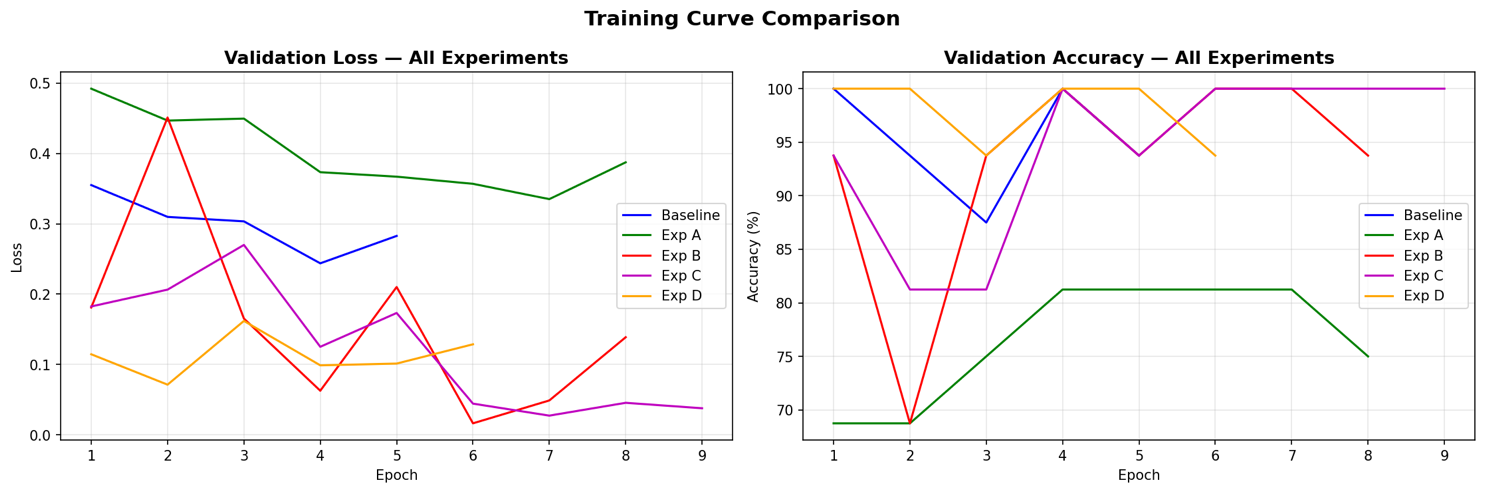 Training Curve Comparison
Validation Loss — All Experiments
0.5
0.4
0.3
0.2
0.1
0.0
Loss
1 2 3 4 5 6 7 8 9
Epoch
Baseline
Exp A
Exp B
Exp C
Exp D
Validation Accuracy — All Experiments
100
95
90
85
80
75
70
Accuracy (%)
1 2 3 4 5 6 7 8 9
Epoch
Baseline
Exp A
Exp B
Exp C
Exp D